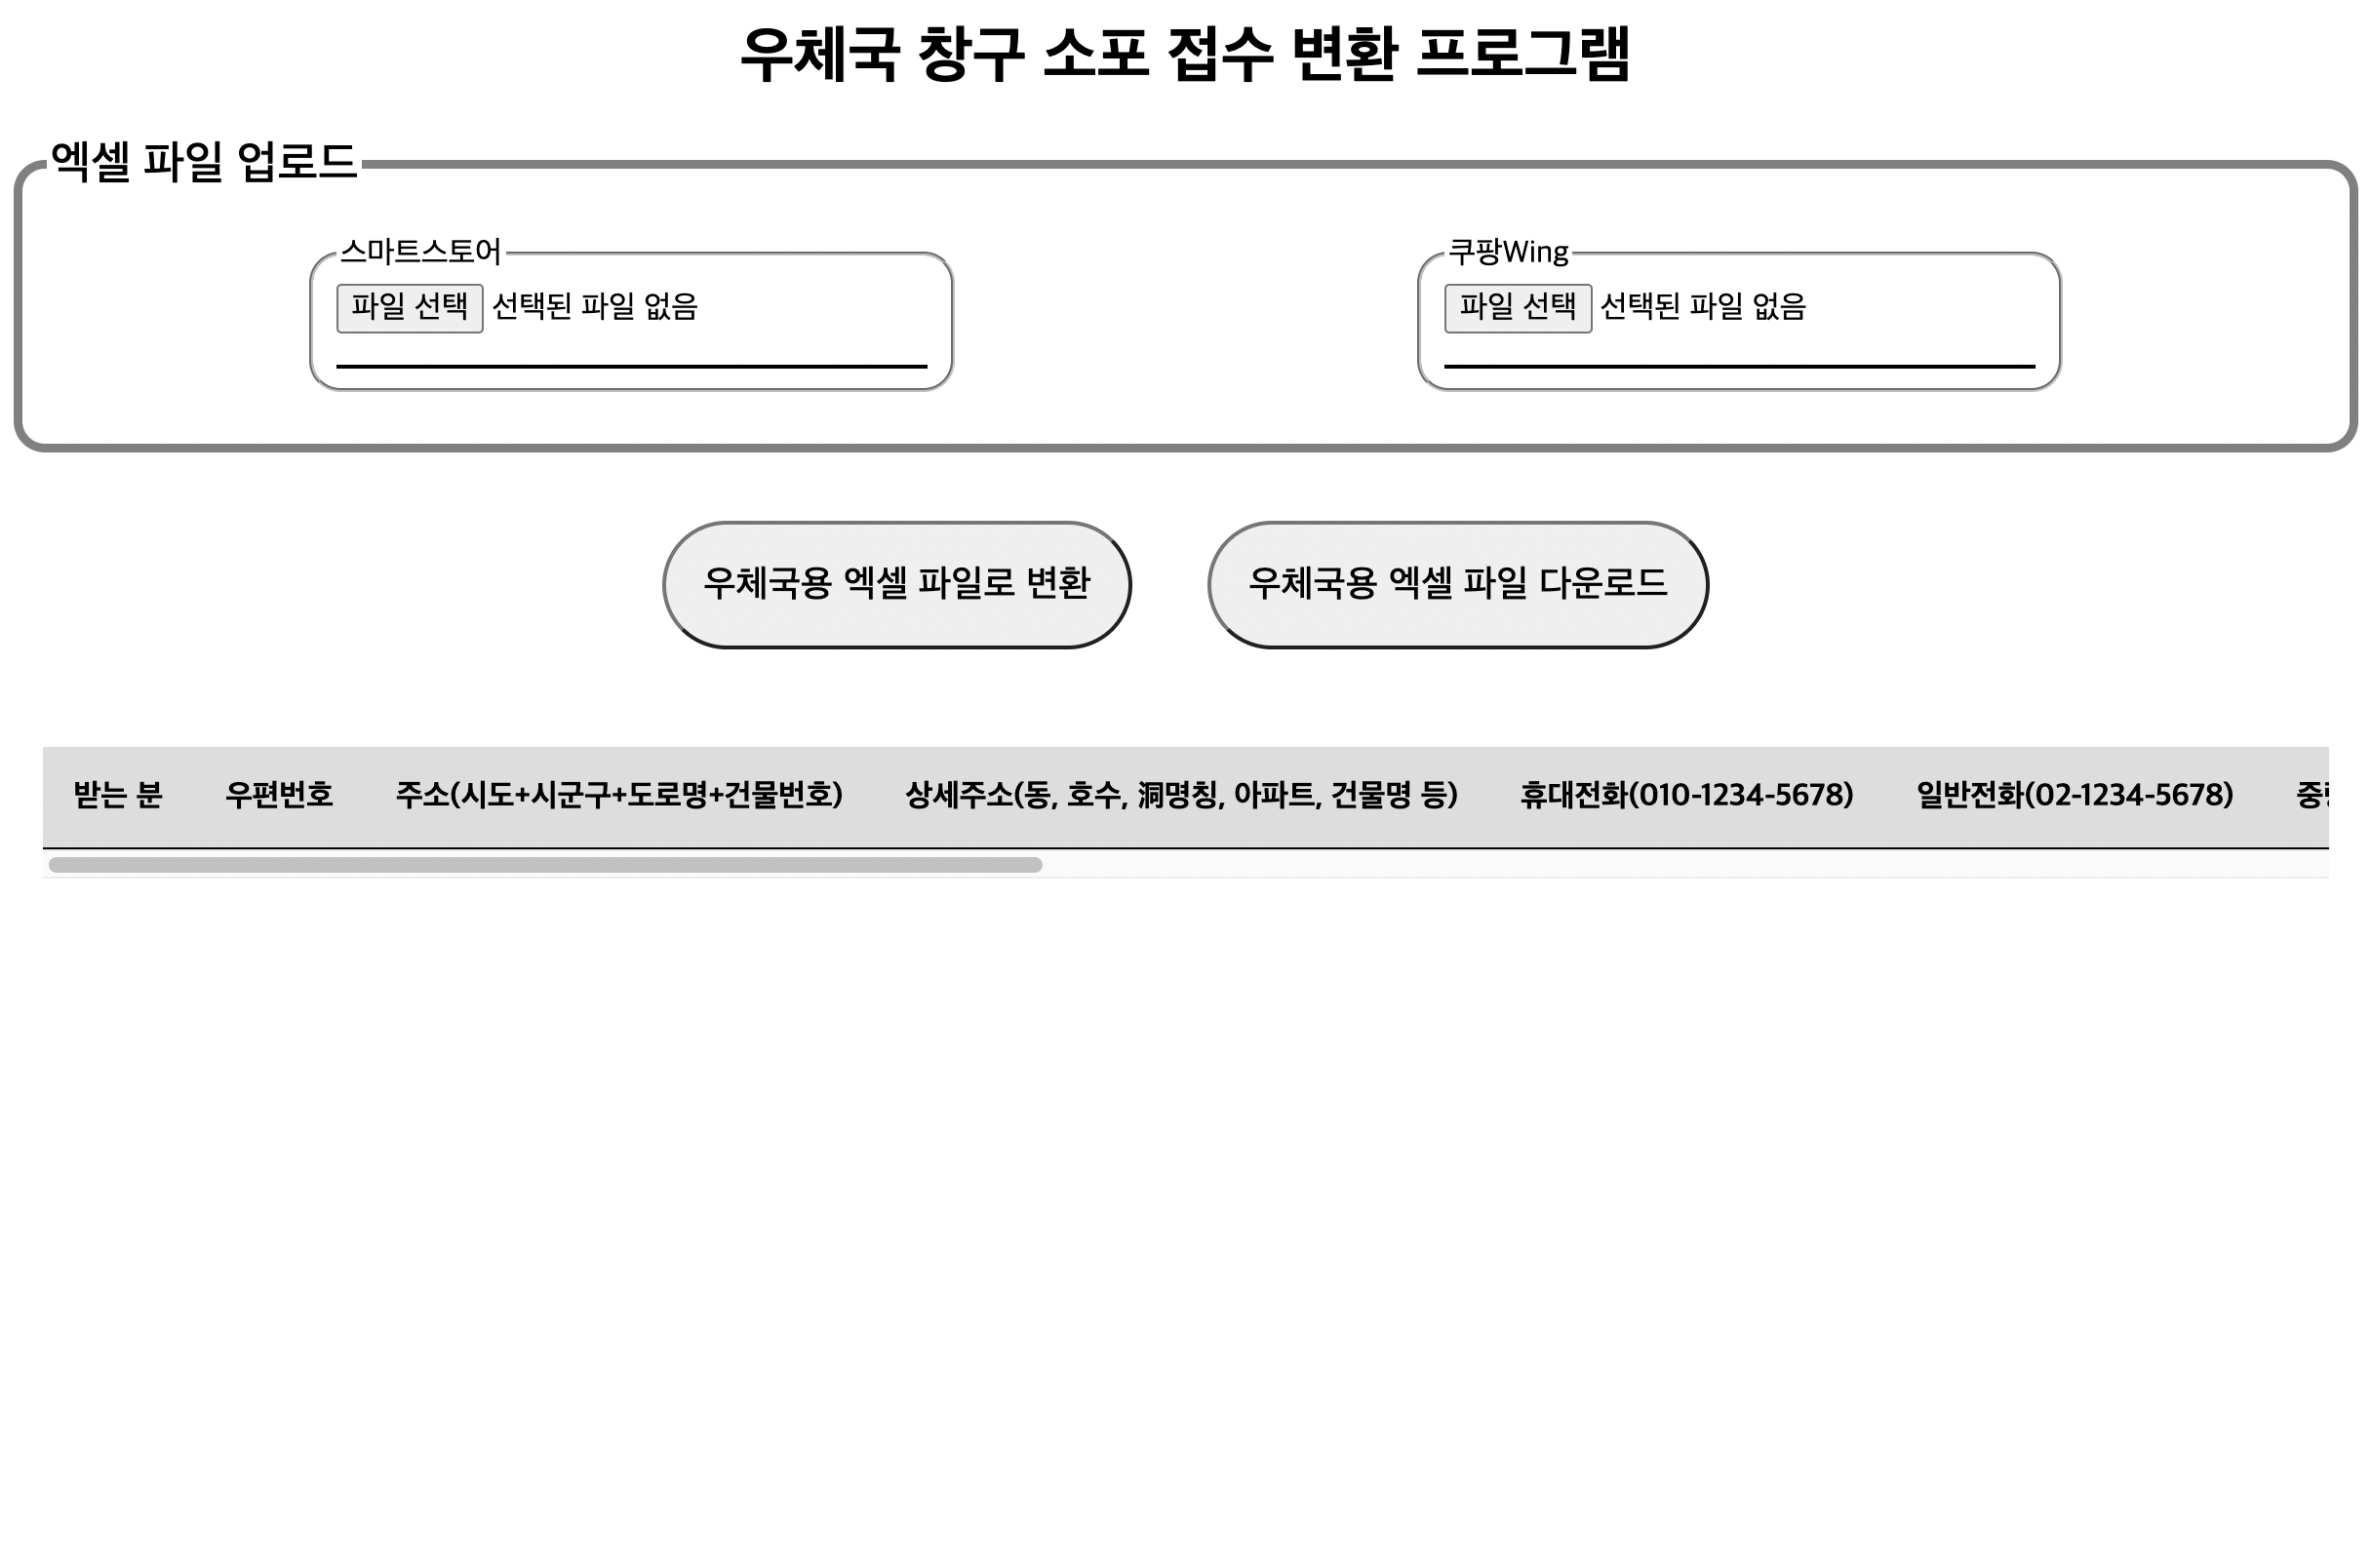 우체국 창구 소포 접수 변환 프로그램
엑셀 파일 업로드
스마트스토어
파일 선택 선택된 파일 없음
쿠팡Wing
파일 선택 선택된 파일 없음
우체국용 엑셀 파일로 변환
우체국용 엑셀 파일 다운로드
받는 분 우편번호 주소(시도+시군구+도로명+건물번호) 상세주소(동, 호수, 洞명칭, 아파트, 건물명 등) 휴대전화(010-1234-5678) 일반전화(02-1234-5678)